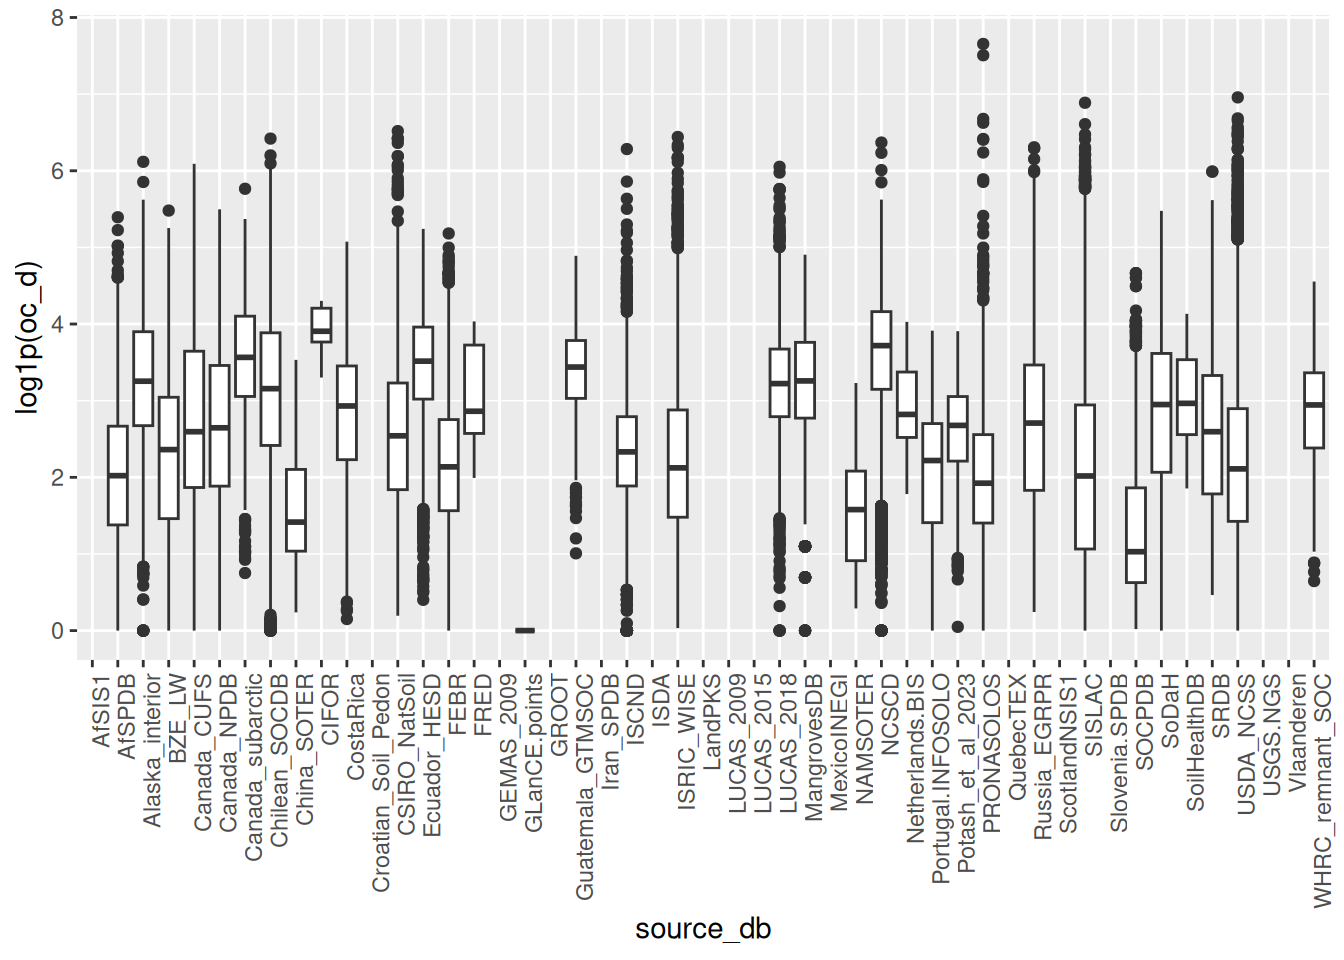 8
6
4
2
0
log1p(oc_d)
AfSIS1
AfSPDB
Alaska_interior
BZE_LW
Canada_CUFS
Canada_NPDB
Canada_subarctic
Chilean_SOCDB
China_SOTER
CIFOR
CostaRica
Croatian_Soil_Pedon
CSIRO_NatSoil
Ecuador_HESD
FEBR
FRED
GEMAS_2009
GLanCE.points
GROOT
Guatemala_GTMSOC
Iran_SPDB
ISCND
ISDA
ISRIC_WISE
LandPKS
LUCAS_2009
LUCAS_2015
LUCAS_2018
MangrovesDB
MexicoINEGI
NAMSOTER
NCSCD
Netherlands.BIS
Portugal.INFOSOLO
Potash_et_al_2023
PRONASOLOS
QuebecTEX
Russia_EGRPR
ScotlandNSIS1
SISLAC
Slovenia.SPDB
SOCPDB
SoDaH
SoilHealthDB
SRDB
USDA_NCSS
USGS.NGS
Vlaanderen
WHRC_remnant_SOC
source_db